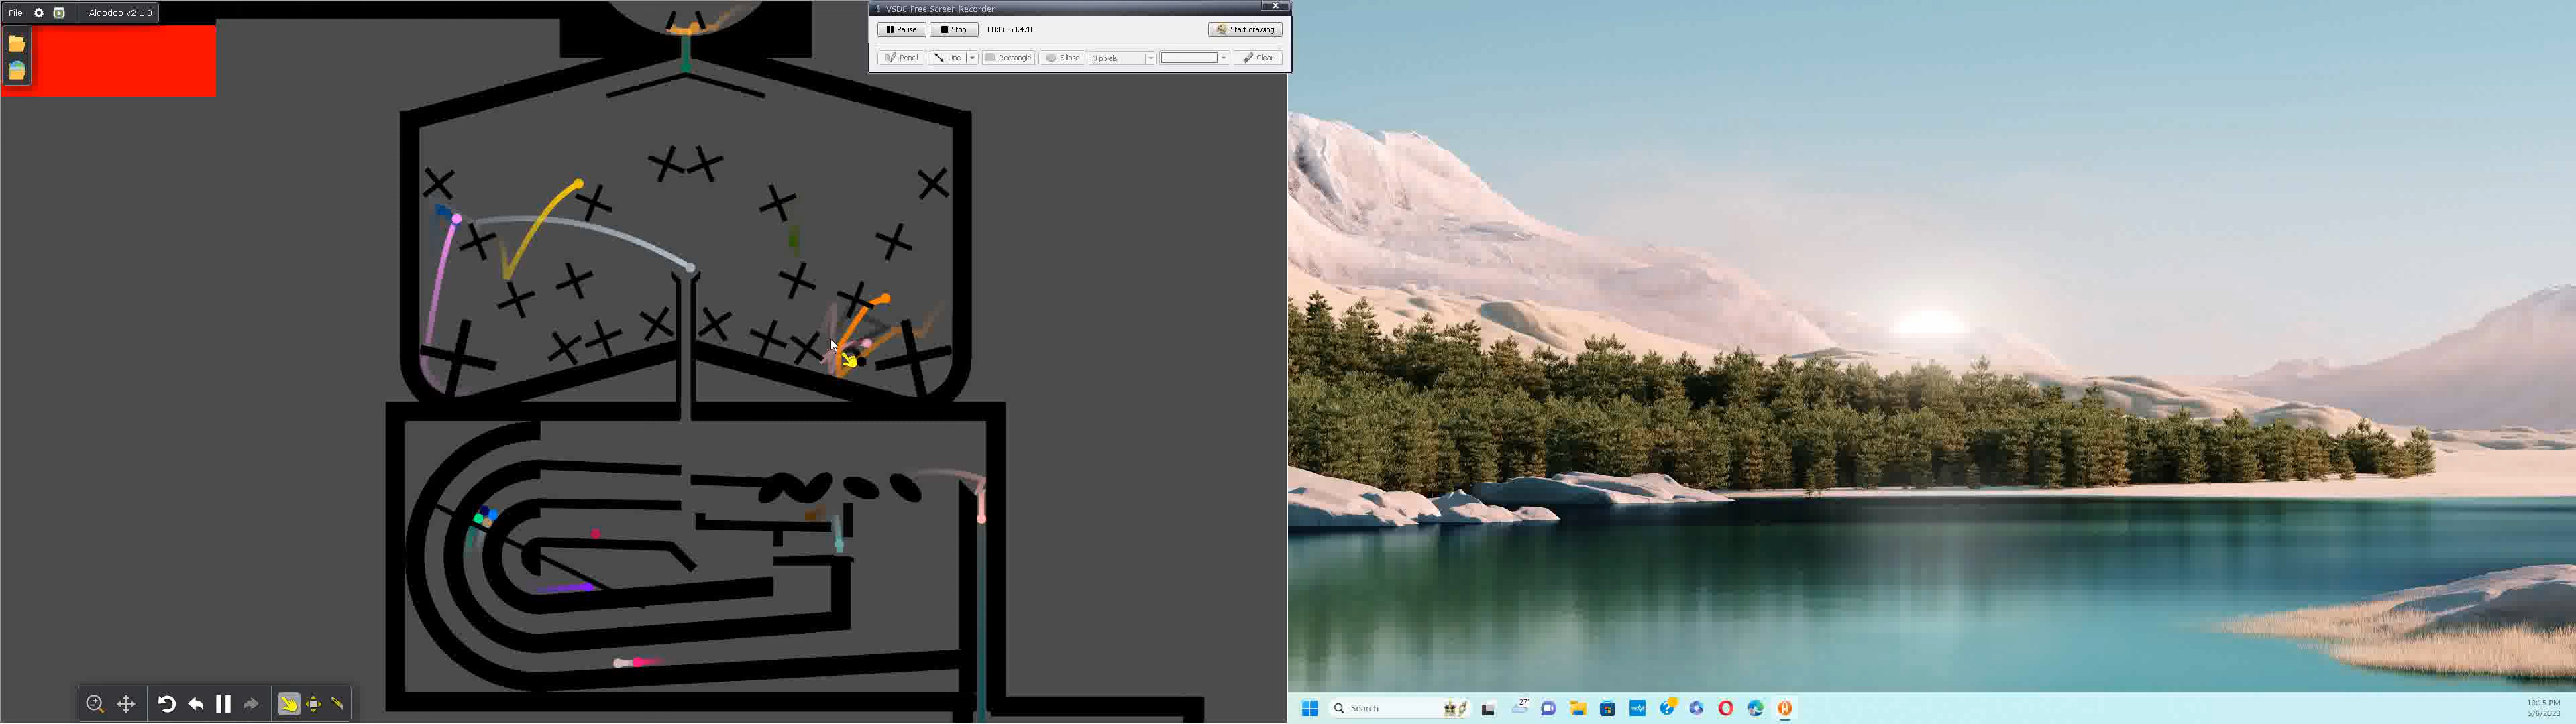 File
Algodoo v2.1.0
VSDC Free Screen Recorder
Pause
Stop
00:06:50.470
Start drawing
Pencil
Line
Rectangle
Ellipse
3 pixels
Clear
Search
27°
10:15 PM
5/6/2023